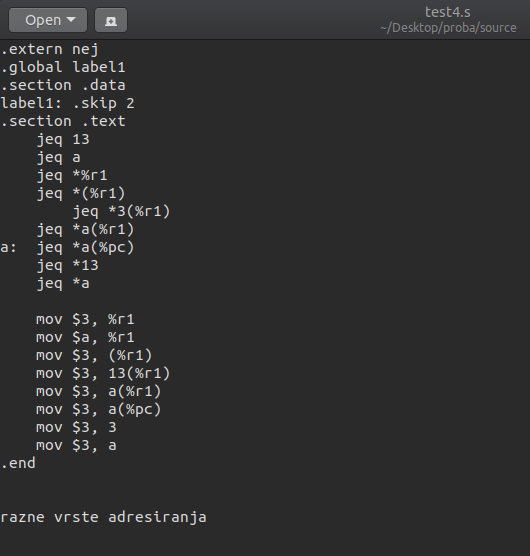 Open
test4.s
~/Desktop/proba/source
.extern nej
.global label1
.section .data
label1: .skip 2
.section .text
    jeq 13
    jeq a
    jeq *%r1
    jeq *(%r1)
        jeq *3(%r1)
    jeq *a(%r1)
a:  jeq *a(%pc)
    jeq *13
    jeq *a

    mov $3, %r1
    mov $a, %r1
    mov $3, (%r1)
    mov $3, 13(%r1)
    mov $3, a(%r1)
    mov $3, a(%pc)
    mov $3, 3
    mov $3, a
.end

razne vrste adresiranja